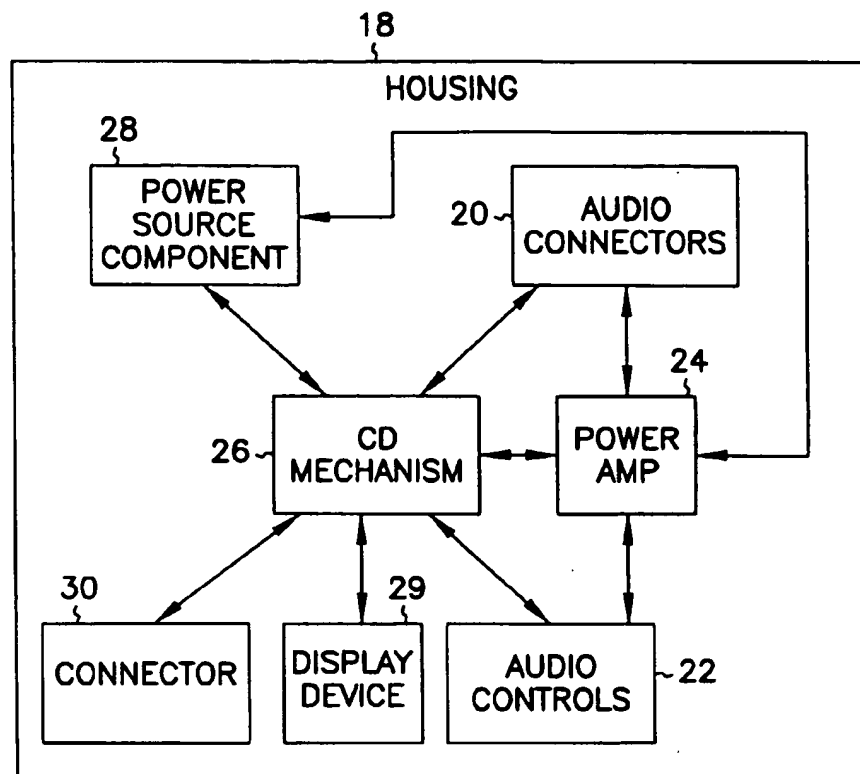 18
HOUSING
28
POWER
SOURCE
COMPONENT
20
AUDIO
CONNECTORS
24
26
CD
MECHANISM
POWER
AMP
30
CONNECTOR
29
DISPLAY
DEVICE
AUDIO
CONTROLS
22